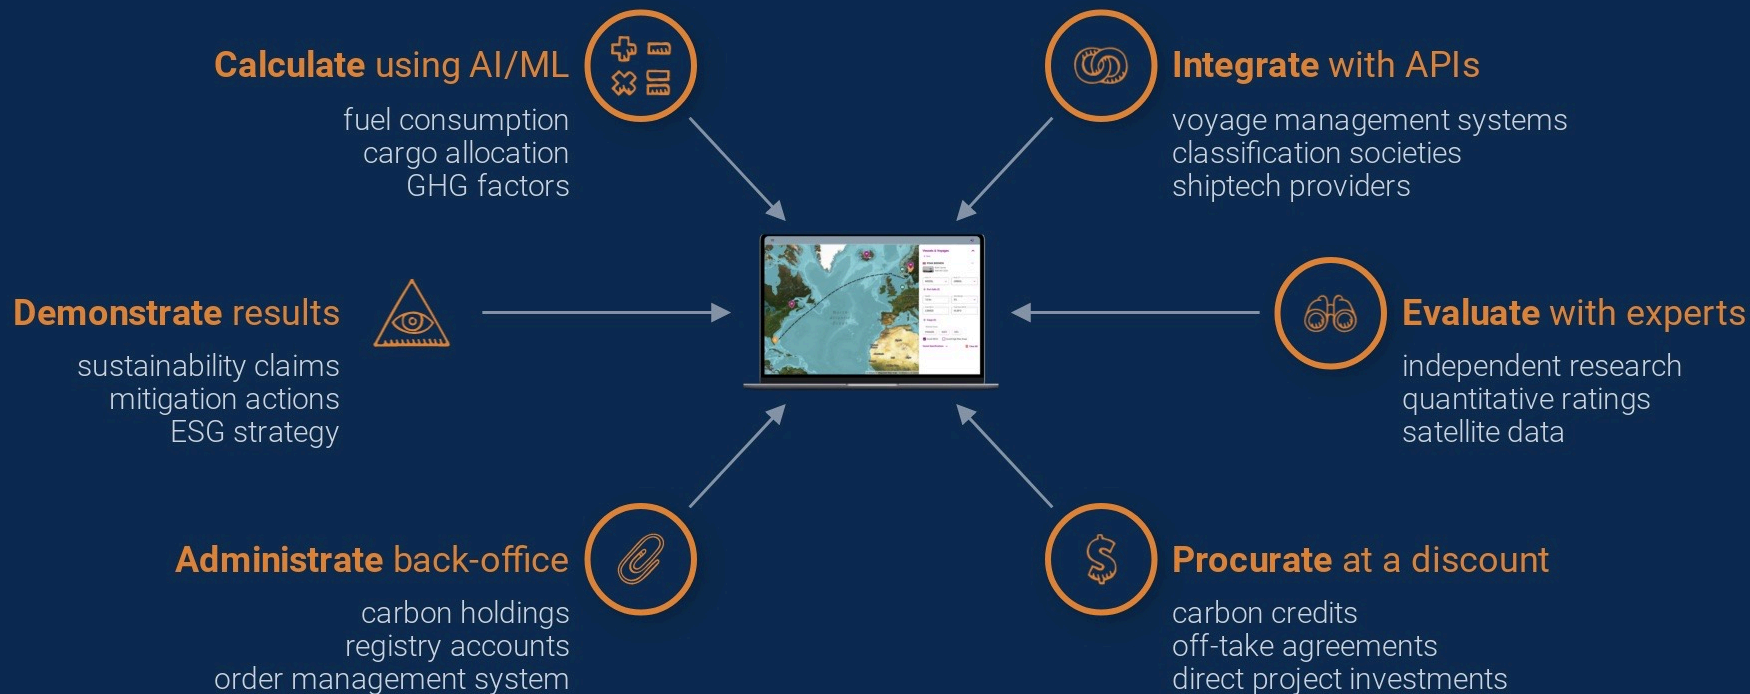 Calculate using AI/ML
fuel consumption
cargo allocation
GHG factors
Integrate with APIs
voyage management systems
classification societies
shiptech providers
Demonstrate results
sustainability claims
mitigation actions
ESG strategy
Evaluate with experts
independent research
quantitative ratings
satellite data
Administrate back-office
carbon holdings
registry accounts
order management system
Procurate at a discount
carbon credits
off-take agreements
direct project investments